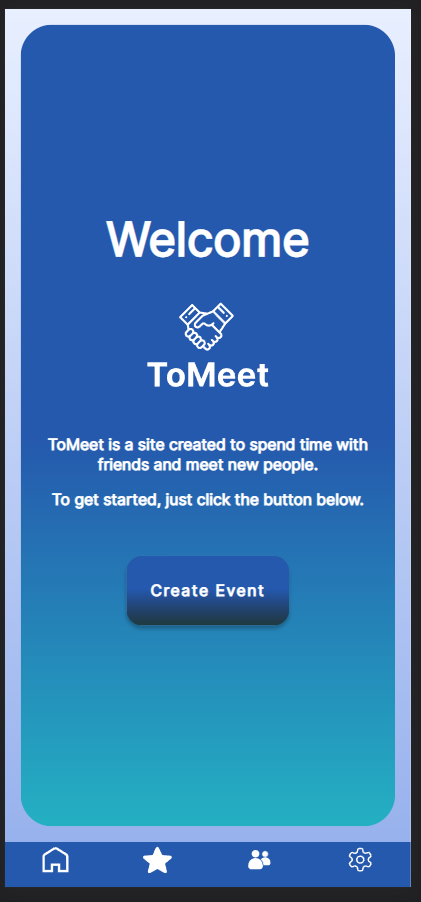 Welcome
ToMeet
ToMeet is a site created to spend time with
friends and meet new people.
To get started, just click the button below.
Create Event